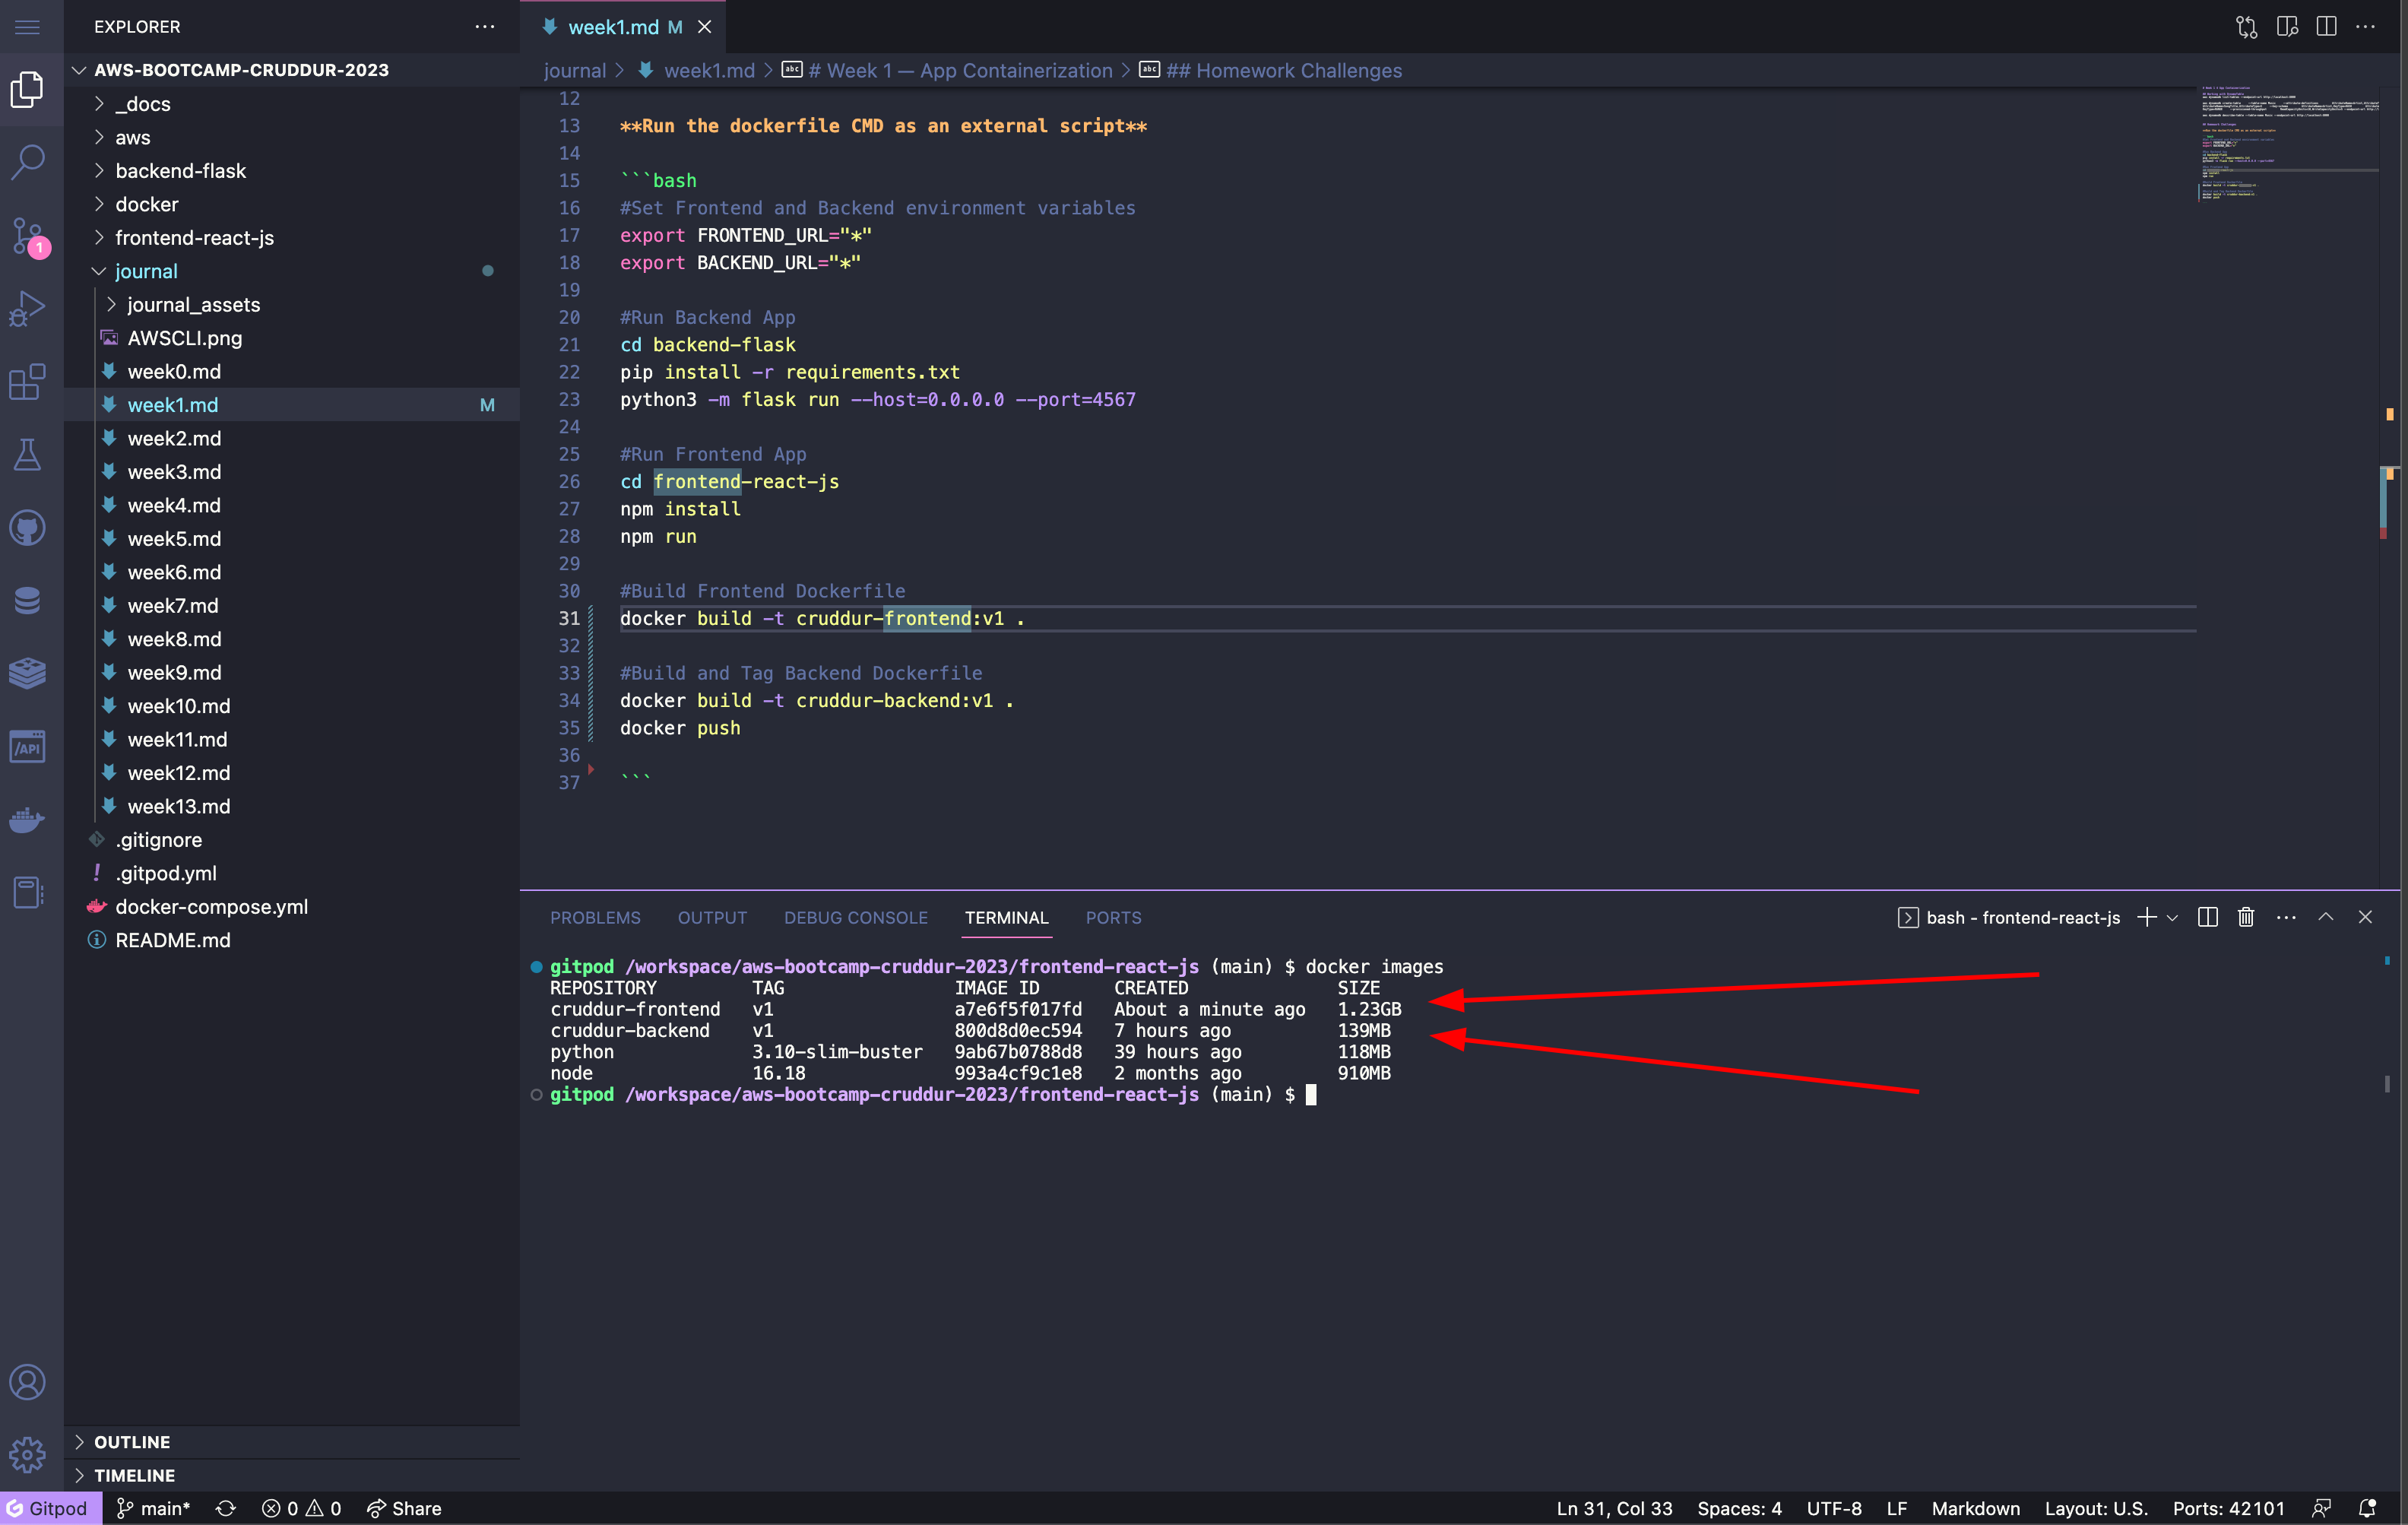 EXPLORER
AWS-BOOTCAMP-CRUDDUR-2023
_docs
aws
backend-flask
docker
frontend-react-js
journal
journal_assets
AWSCLI.png
week0.md
week1.md M
week2.md
week3.md
week4.md
week5.md
week6.md
week7.md
week8.md
week9.md
week10.md
week11.md
week12.md
week13.md
.gitignore
.gitpod.yml
docker-compose.yml
README.md
OUTLINE
TIMELINE
1
/API
week1.md M
journal > week1.md > abc # Week 1 — App Containerization > abc ## Homework Challenges
12
13 **Run the dockerfile CMD as an external script**
14
15 ```bash
16 #Set Frontend and Backend environment variables
17 export FRONTEND_URL="*"
18 export BACKEND_URL="*"
19
20 #Run Backend App
21 cd backend-flask
22 pip install -r requirements.txt
23 python3 -m flask run --host=0.0.0.0 --port=4567
24
25 #Run Frontend App
26 cd frontend-react-js
27 npm install
28 npm run
29
30 #Build Frontend Dockerfile
31 docker build -t cruddur-frontend:v1 .
32
33 #Build and Tag Backend Dockerfile
34 docker build -t cruddur-backend:v1 .
35 docker push
36
37 ```
PROBLEMS OUTPUT DEBUG CONSOLE TERMINAL PORTS bash - frontend-react-js
gitpod /workspace/aws-bootcamp-cruddur-2023/frontend-react-js (main) $ docker images
REPOSITORY TAG IMAGE ID CREATED SIZE
cruddur-frontend v1 a7e6f5f017fd About a minute ago 1.23GB
cruddur-backend v1 800d8d0ec594 7 hours ago 139MB
python 3.10-slim-buster 9ab67b0788d8 39 hours ago 118MB
node 16.18 993a4cf9c1e8 2 months ago 910MB
gitpod /workspace/aws-bootcamp-cruddur-2023/frontend-react-js (main) $
Gitpod main* 0 0 Share Ln 31, Col 33 Spaces: 4 UTF-8 LF Markdown Layout: U.S. Ports: 42101